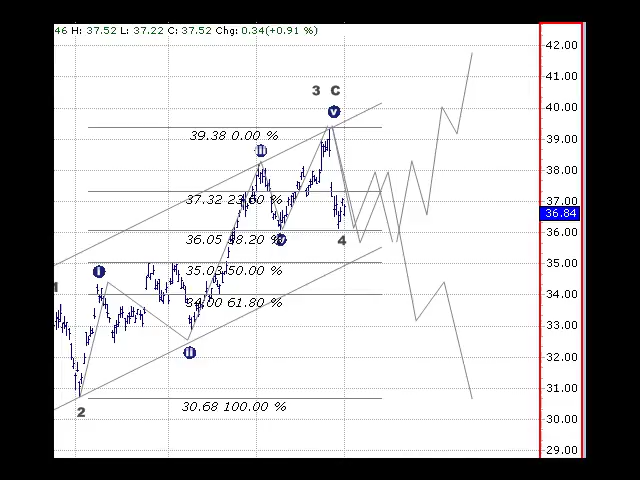 46 H: 37.52 L: 37.22 C: 37.52 Chg: 0.34(+0.91 %)
42.00
41.00
3 C
40.00
v
39.38 0.00 %
39.00
iii
38.00
37.32 23.60 %
37.00
36.84
36.05 38.20 %
36.00
iv
4
35.03 50.00 %
35.00
i
34.00 61.80 %
34.00
1
33.00
ii
32.00
31.00
30.68 100.00 %
2
30.00
29.00